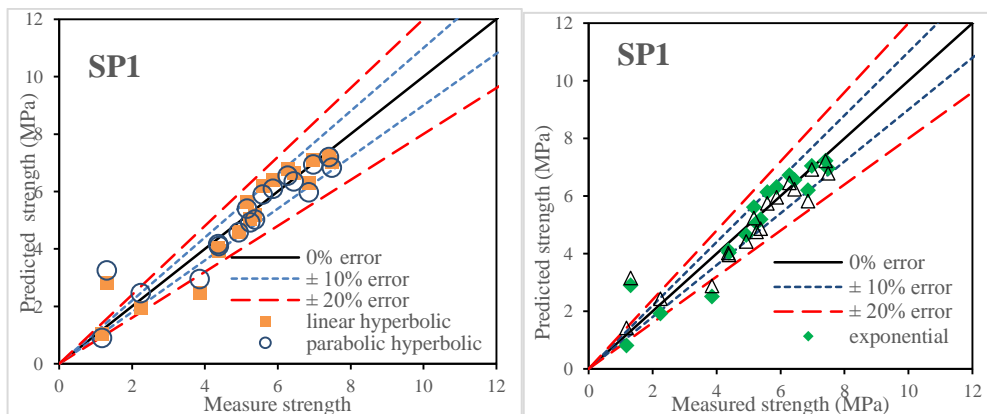 SP1
Predicted strength (MPa)
12
10
8
6
4
2
0
0% error
± 10% error
± 20% error
linear hyperbolic
parabolic hyperbolic
0 2 4 6 8 10 12
Measure strength
SP1
Predicted strength (MPa)
12
10
8
6
4
2
0
0% error
± 10% error
± 20% error
exponential
0 2 4 6 8 10 12
Measured strength (MPa)